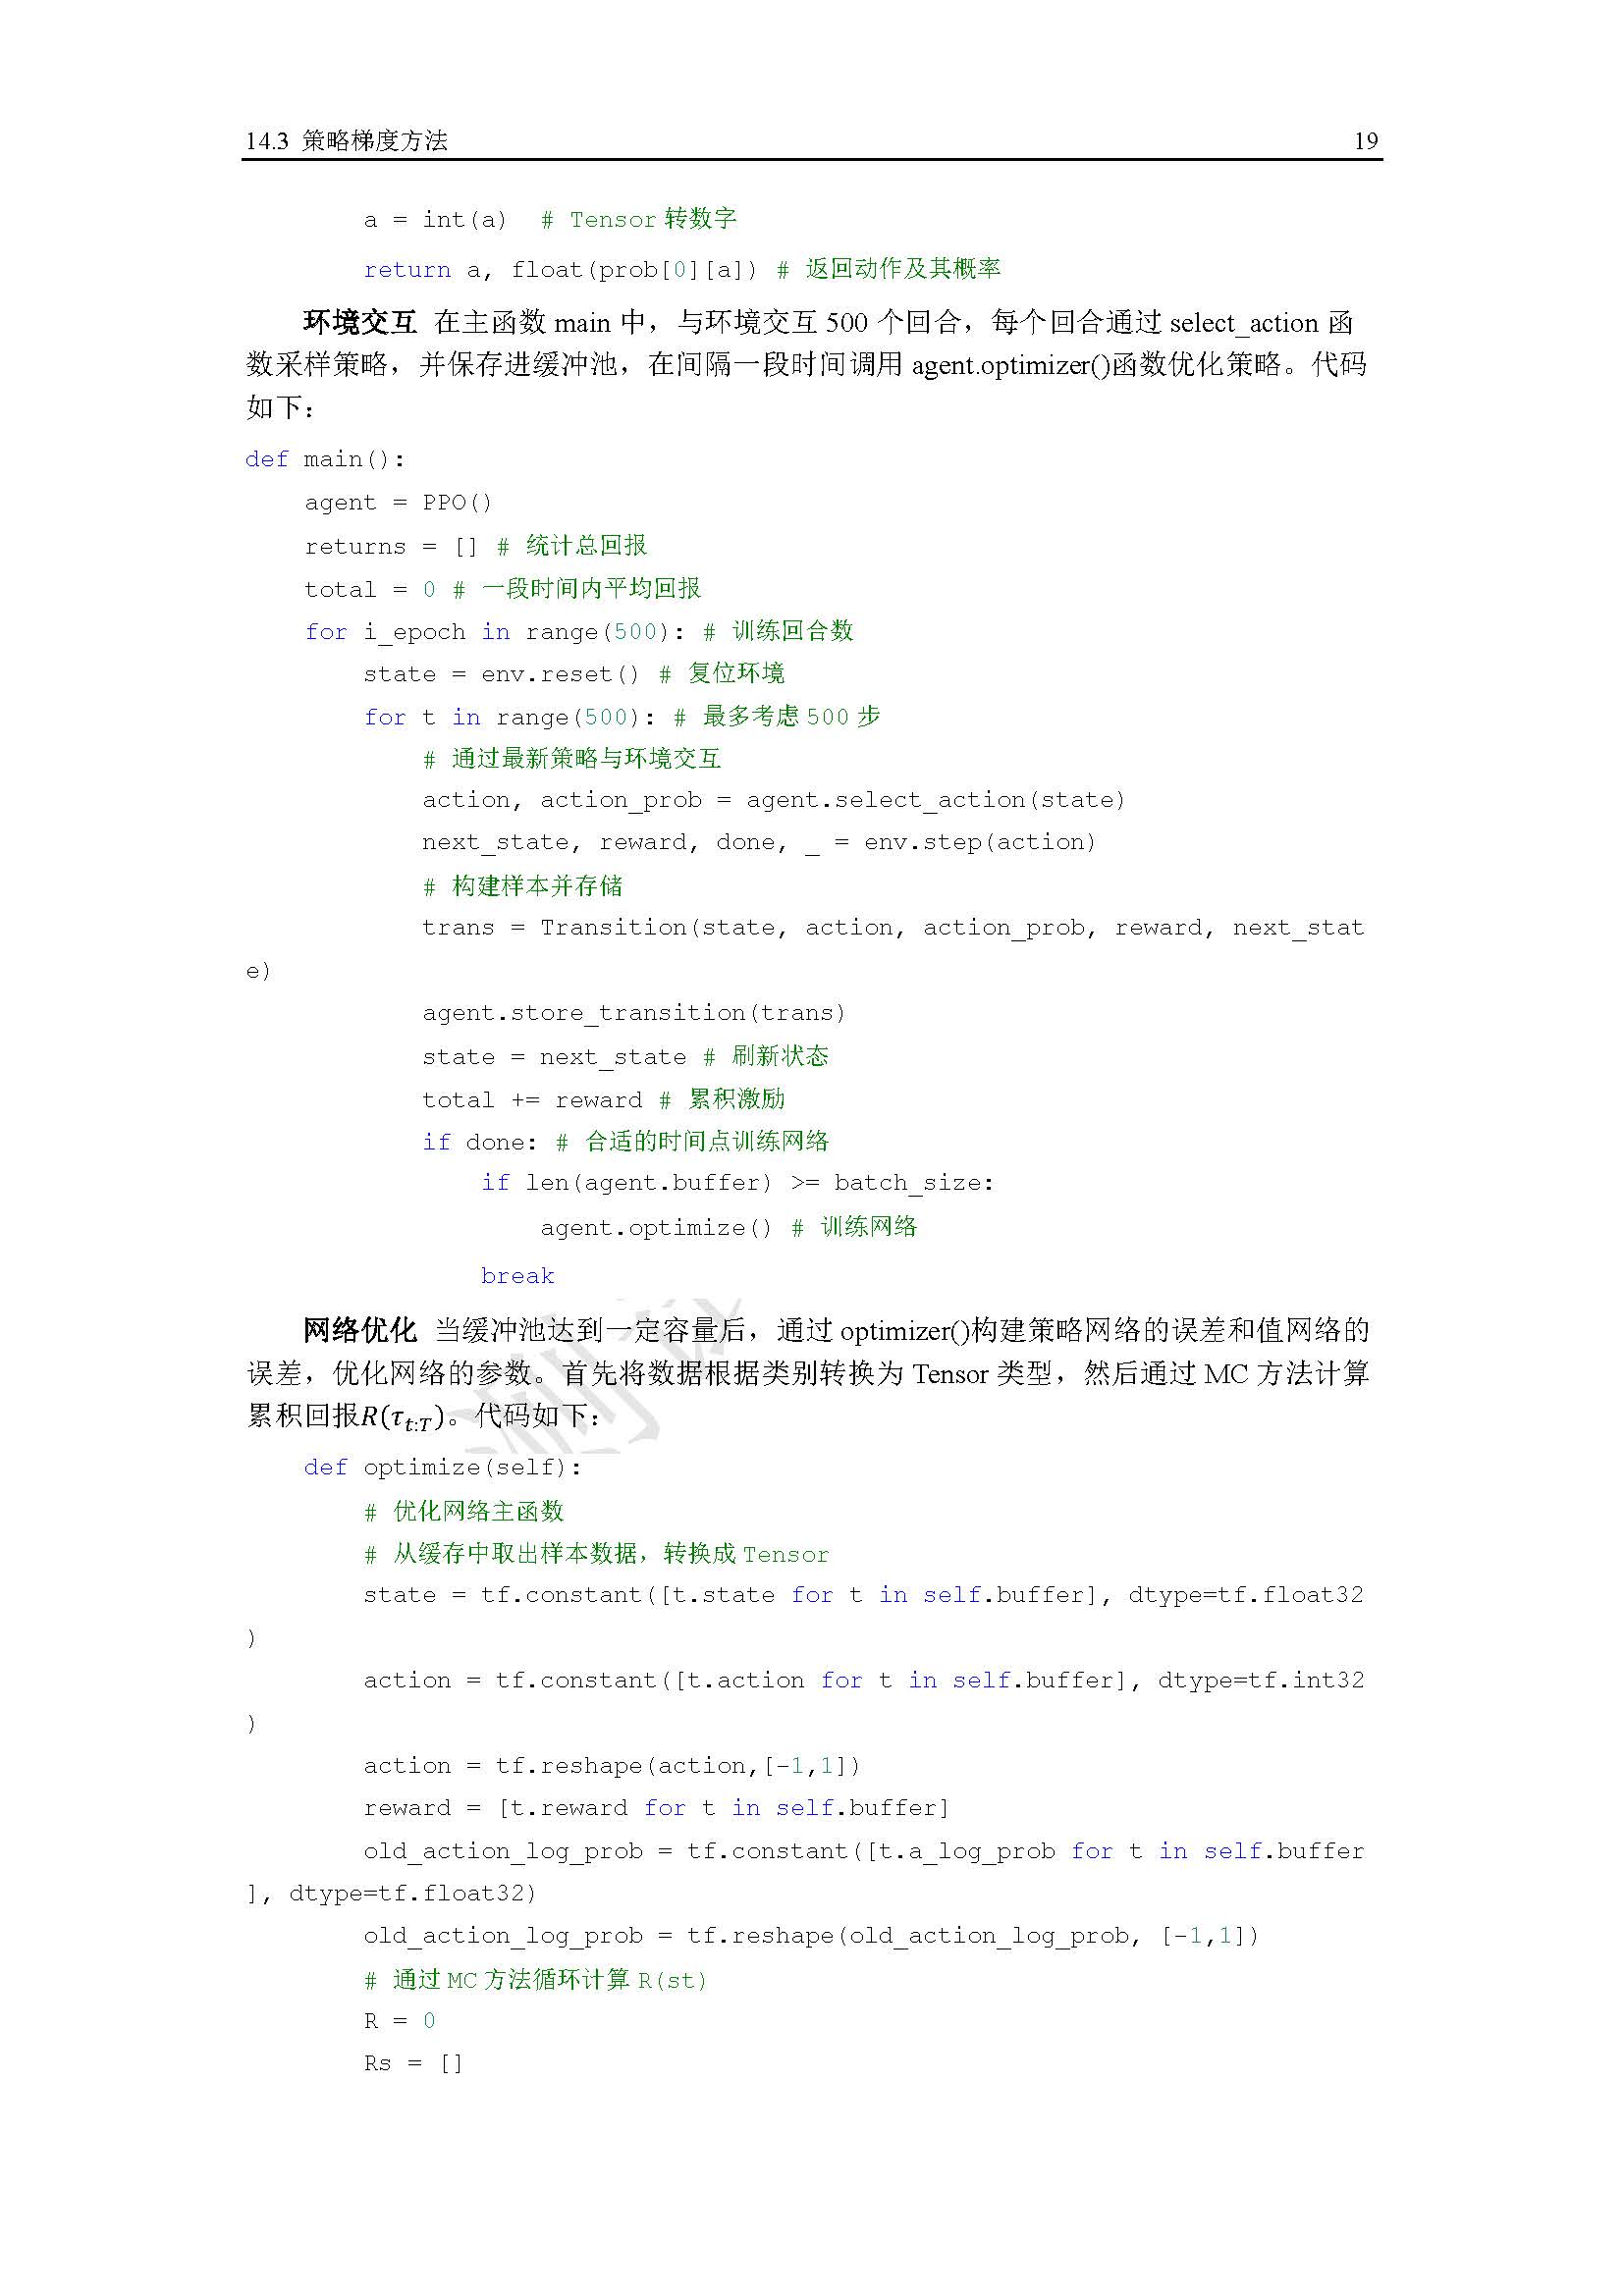 14.3 策略梯度方法 19
a = int(a)  # Tensor 转数字
return a, float(prob[0][a]) # 返回动作及其概率
环境交互 在主函数 main 中，与环境交互 500 个回合，每个回合通过 select_action 函
数采样策略，并保存进缓冲池，在间隔一段时间调用 agent.optimizer()函数优化策略。代码
如下：
def main():
    agent = PPO()
    returns = [] # 统计总回报
    total = 0 # 一段时间内平均回报
    for i_epoch in range(500): # 训练回合数
        state = env.reset() # 复位环境
        for t in range(500): # 最多考虑 500 步
            # 通过最新策略与环境交互
            action, action_prob = agent.select_action(state)
            next_state, reward, done, _ = env.step(action)
            # 构建样本并存储
            trans = Transition(state, action, action_prob, reward, next_stat
e)
            agent.store_transition(trans)
            state = next_state # 刷新状态
            total += reward # 累积激励
            if done: # 合适的时间点训练网络
                if len(agent.buffer) >= batch_size:
                    agent.optimize() # 训练网络
                break
网络优化 当缓冲池达到一定容量后，通过 optimizer()构建策略网络的误差和值网络的
误差，优化网络的参数。首先将数据根据类别转换为 Tensor 类型，然后通过 MC 方法计算
累积回报R(τt:T)。代码如下：
    def optimize(self):
        # 优化网络主函数
        # 从缓存中取出样本数据，转换成 Tensor
        state = tf.constant([t.state for t in self.buffer], dtype=tf.float32
)
        action = tf.constant([t.action for t in self.buffer], dtype=tf.int32
)
        action = tf.reshape(action,[-1,1])
        reward = [t.reward for t in self.buffer]
        old_action_log_prob = tf.constant([t.a_log_prob for t in self.buffer
], dtype=tf.float32)
        old_action_log_prob = tf.reshape(old_action_log_prob, [-1,1])
        # 通过 MC 方法循环计算 R(st)
        R = 0
        Rs = []